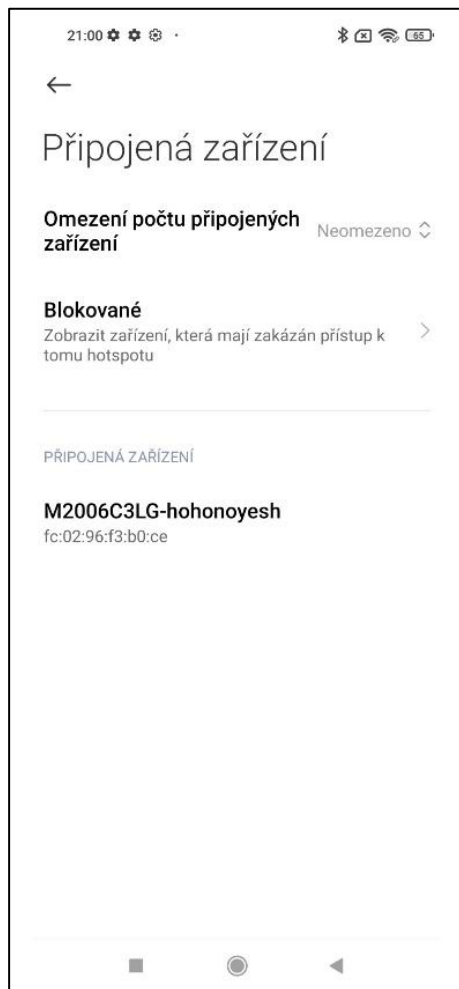 21:00
65
Připojená zařízení
Omezení počtu připojených
zařízení
Neomezeno
Blokované
Zobrazit zařízení, která mají zakázán přístup k
tomu hotspotu
PŘIPOJENÁ ZAŘÍZENÍ
M2006C3LG-hohonoyesh
fc:02:96:f3:b0:ce